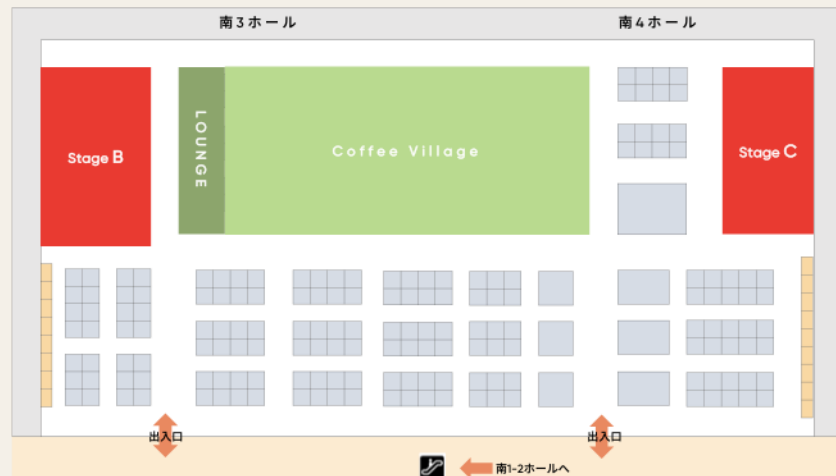 南3ホール
南4ホール
Stage B
LOUNGE
Coffee Village
Stage C
出入口
出入口
南1-2ホールへ